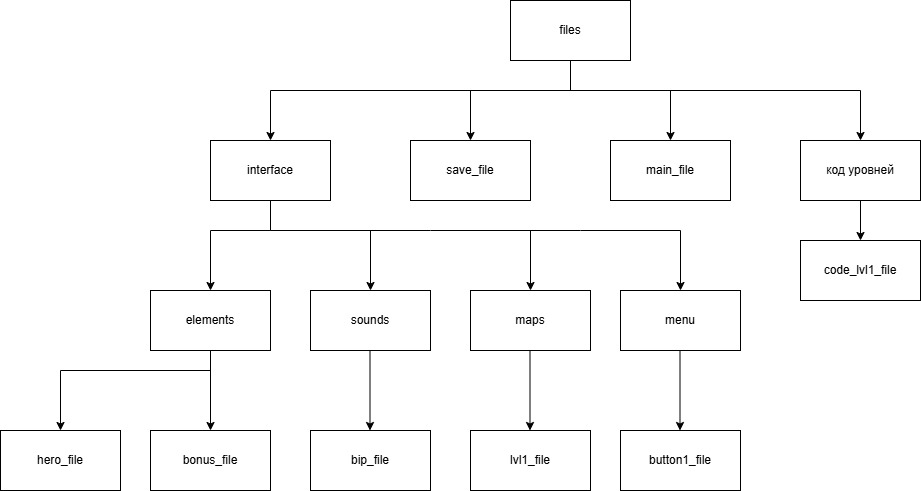 files
interface
save_file
main_file
код уровней
code_lvl1_file
elements
sounds
maps
menu
hero_file
bonus_file
bip_file
lvl1_file
button1_file